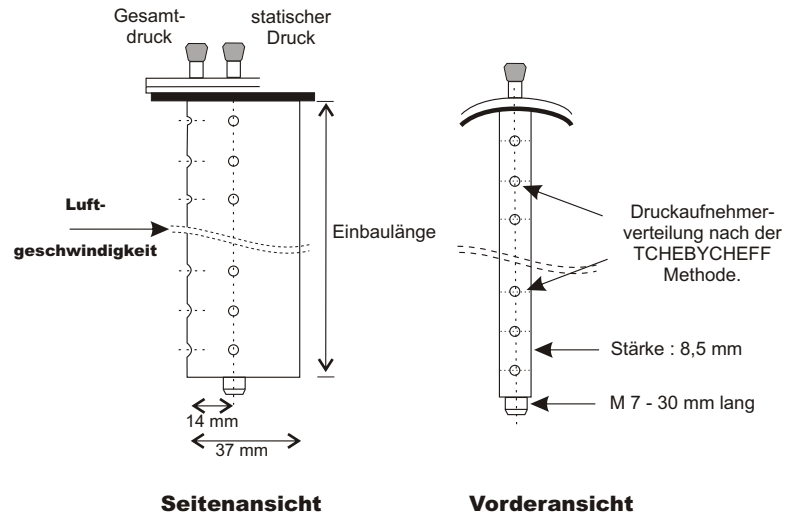 Gesamt-
druck
statischer
Druck
Luft-
geschwindigkeit
Einbaulänge
14 mm
37 mm
Seitenansicht
Druckaufnehmer-
verteilung nach der
TCHEBYCHEFF
Methode.
Stärke : 8,5 mm
M 7 - 30 mm lang
Vorderansicht